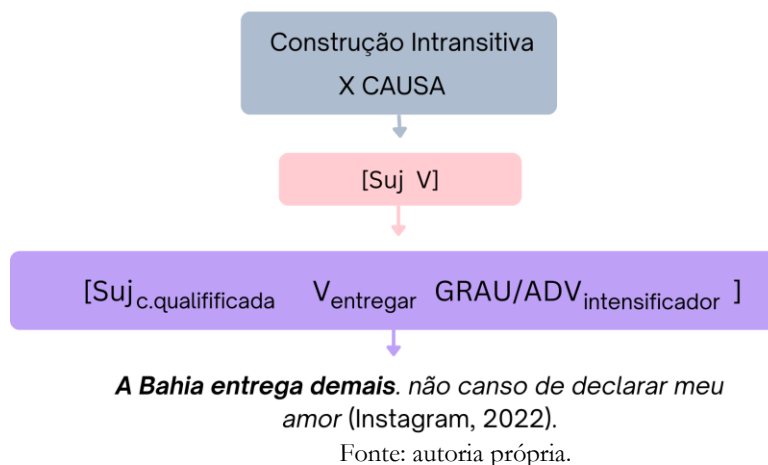 Construção Intransitiva
X CAUSA
[Suj V]
[Suj c.qualifificada V entregar GRAU/ADV intensificador ]
A Bahia entrega demais. não canso de declarar meu
amor (Instagram, 2022).
Fonte: autoria própria.